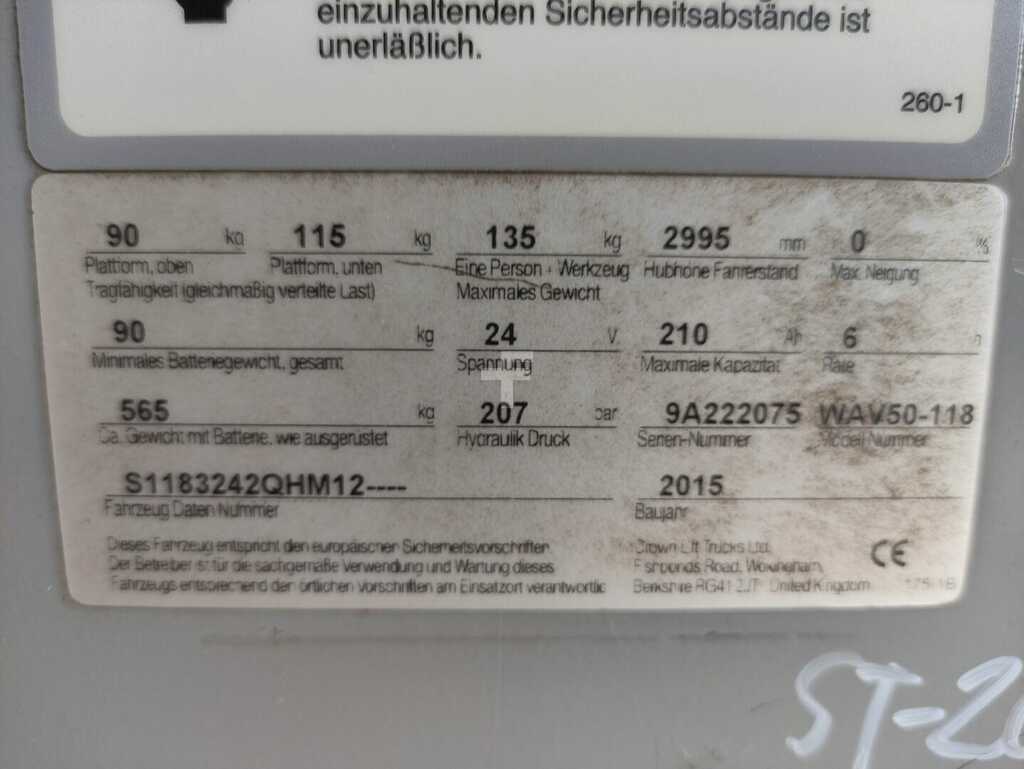 einzuhaltenden Sicherheitsabstände ist
unerläßlich.
260-1
90 kg 115 kg 135 kg 2995 mm 0 %
Plattform, oben Plattform, unten Eine Person + Werkzeug Hubhöhe Fahrerstand Max. Neigung
Tragfähigkeit (gleichmäßig verteilte Last) Maximales Gewicht
90 kg 24 V 210 Ah 6 h
Minimales Batteriegewicht, gesamt Spannung Maximale Kapazität Rate
565 kg 207 bar 9A222075 WAV50-118
Ca. Gewicht mit Batterie, wie ausgerüstet Hydraulik Druck Serien-Nummer Modell Nummer
S1183242QHM12---- 2015
Fahrzeug Daten Nummer Baujahr
Dieses Fahrzeug entspricht den europäischen Sicherheitsvorschriften. Crown Lift Trucks Ltd.
Der Betreiber ist für die sachgemäße Verwendung und Wartung dieses Fishponds Road, Wokingham
Fahrzeugs entsprechend der örtlichen Vorschriften am Einsatzort verantwortlic Berkshire RG41 2JT United Kingdom
CE
T